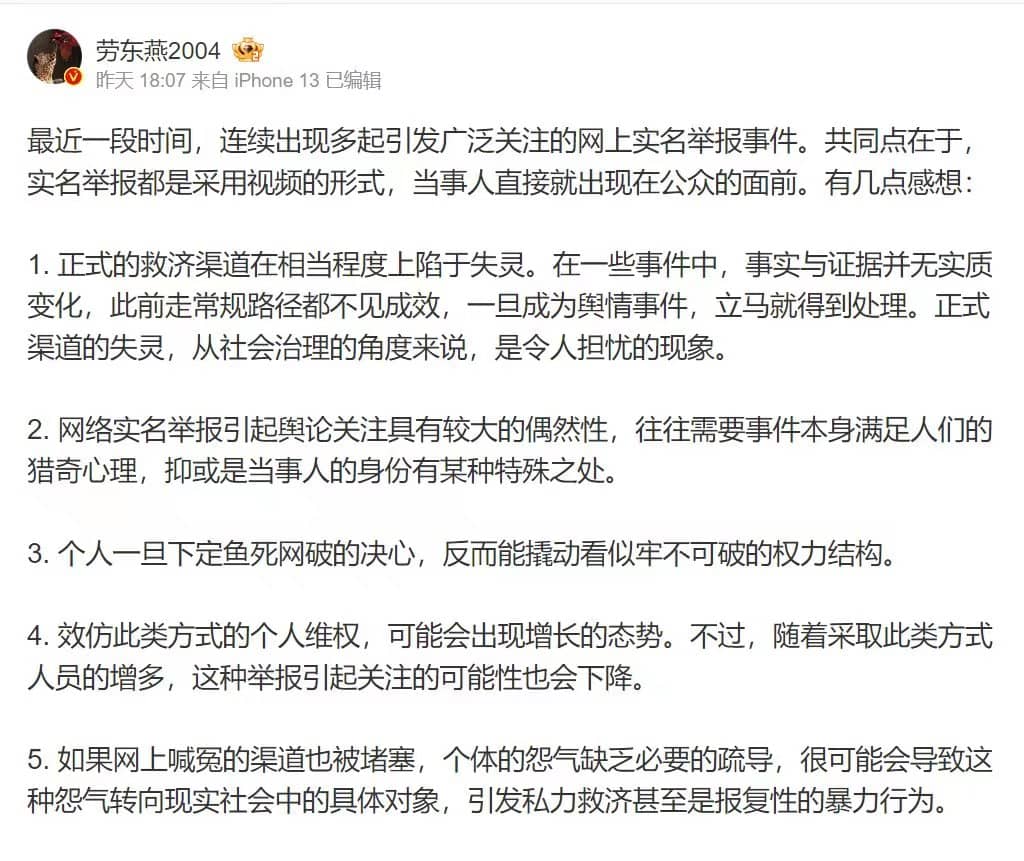 劳东燕2004
昨天 18:07 来自 iPhone 13 已编辑
最近一段时间，连续出现多起引发广泛关注的网上实名举报事件。共同点在于，
实名举报都是采用视频的形式，当事人直接就出现在公众的面前。有几点感想：
1. 正式的救济渠道在相当程度上陷于失灵。在一些事件中，事实与证据并无实质
变化，此前走常规路径都不见成效，一旦成为舆情事件，立马就得到处理。正式
渠道的失灵，从社会治理的角度来说，是令人担忧的现象。
2. 网络实名举报引起舆论关注具有较大的偶然性，往往需要事件本身满足人们的
猎奇心理，抑或是当事人的身份有某种特殊之处。
3. 个人一旦下定鱼死网破的决心，反而能撬动看似牢不可破的权力结构。
4. 效仿此类方式的个人维权，可能会出现增长的态势。不过，随着采取此类方式
人员的增多，这种举报引起关注的可能性也会下降。
5. 如果网上喊冤的渠道也被堵塞，个体的怨气缺乏必要的疏导，很可能会导致这
种怨气转向现实社会中的具体对象，引发私力救济甚至是报复性的暴力行为。